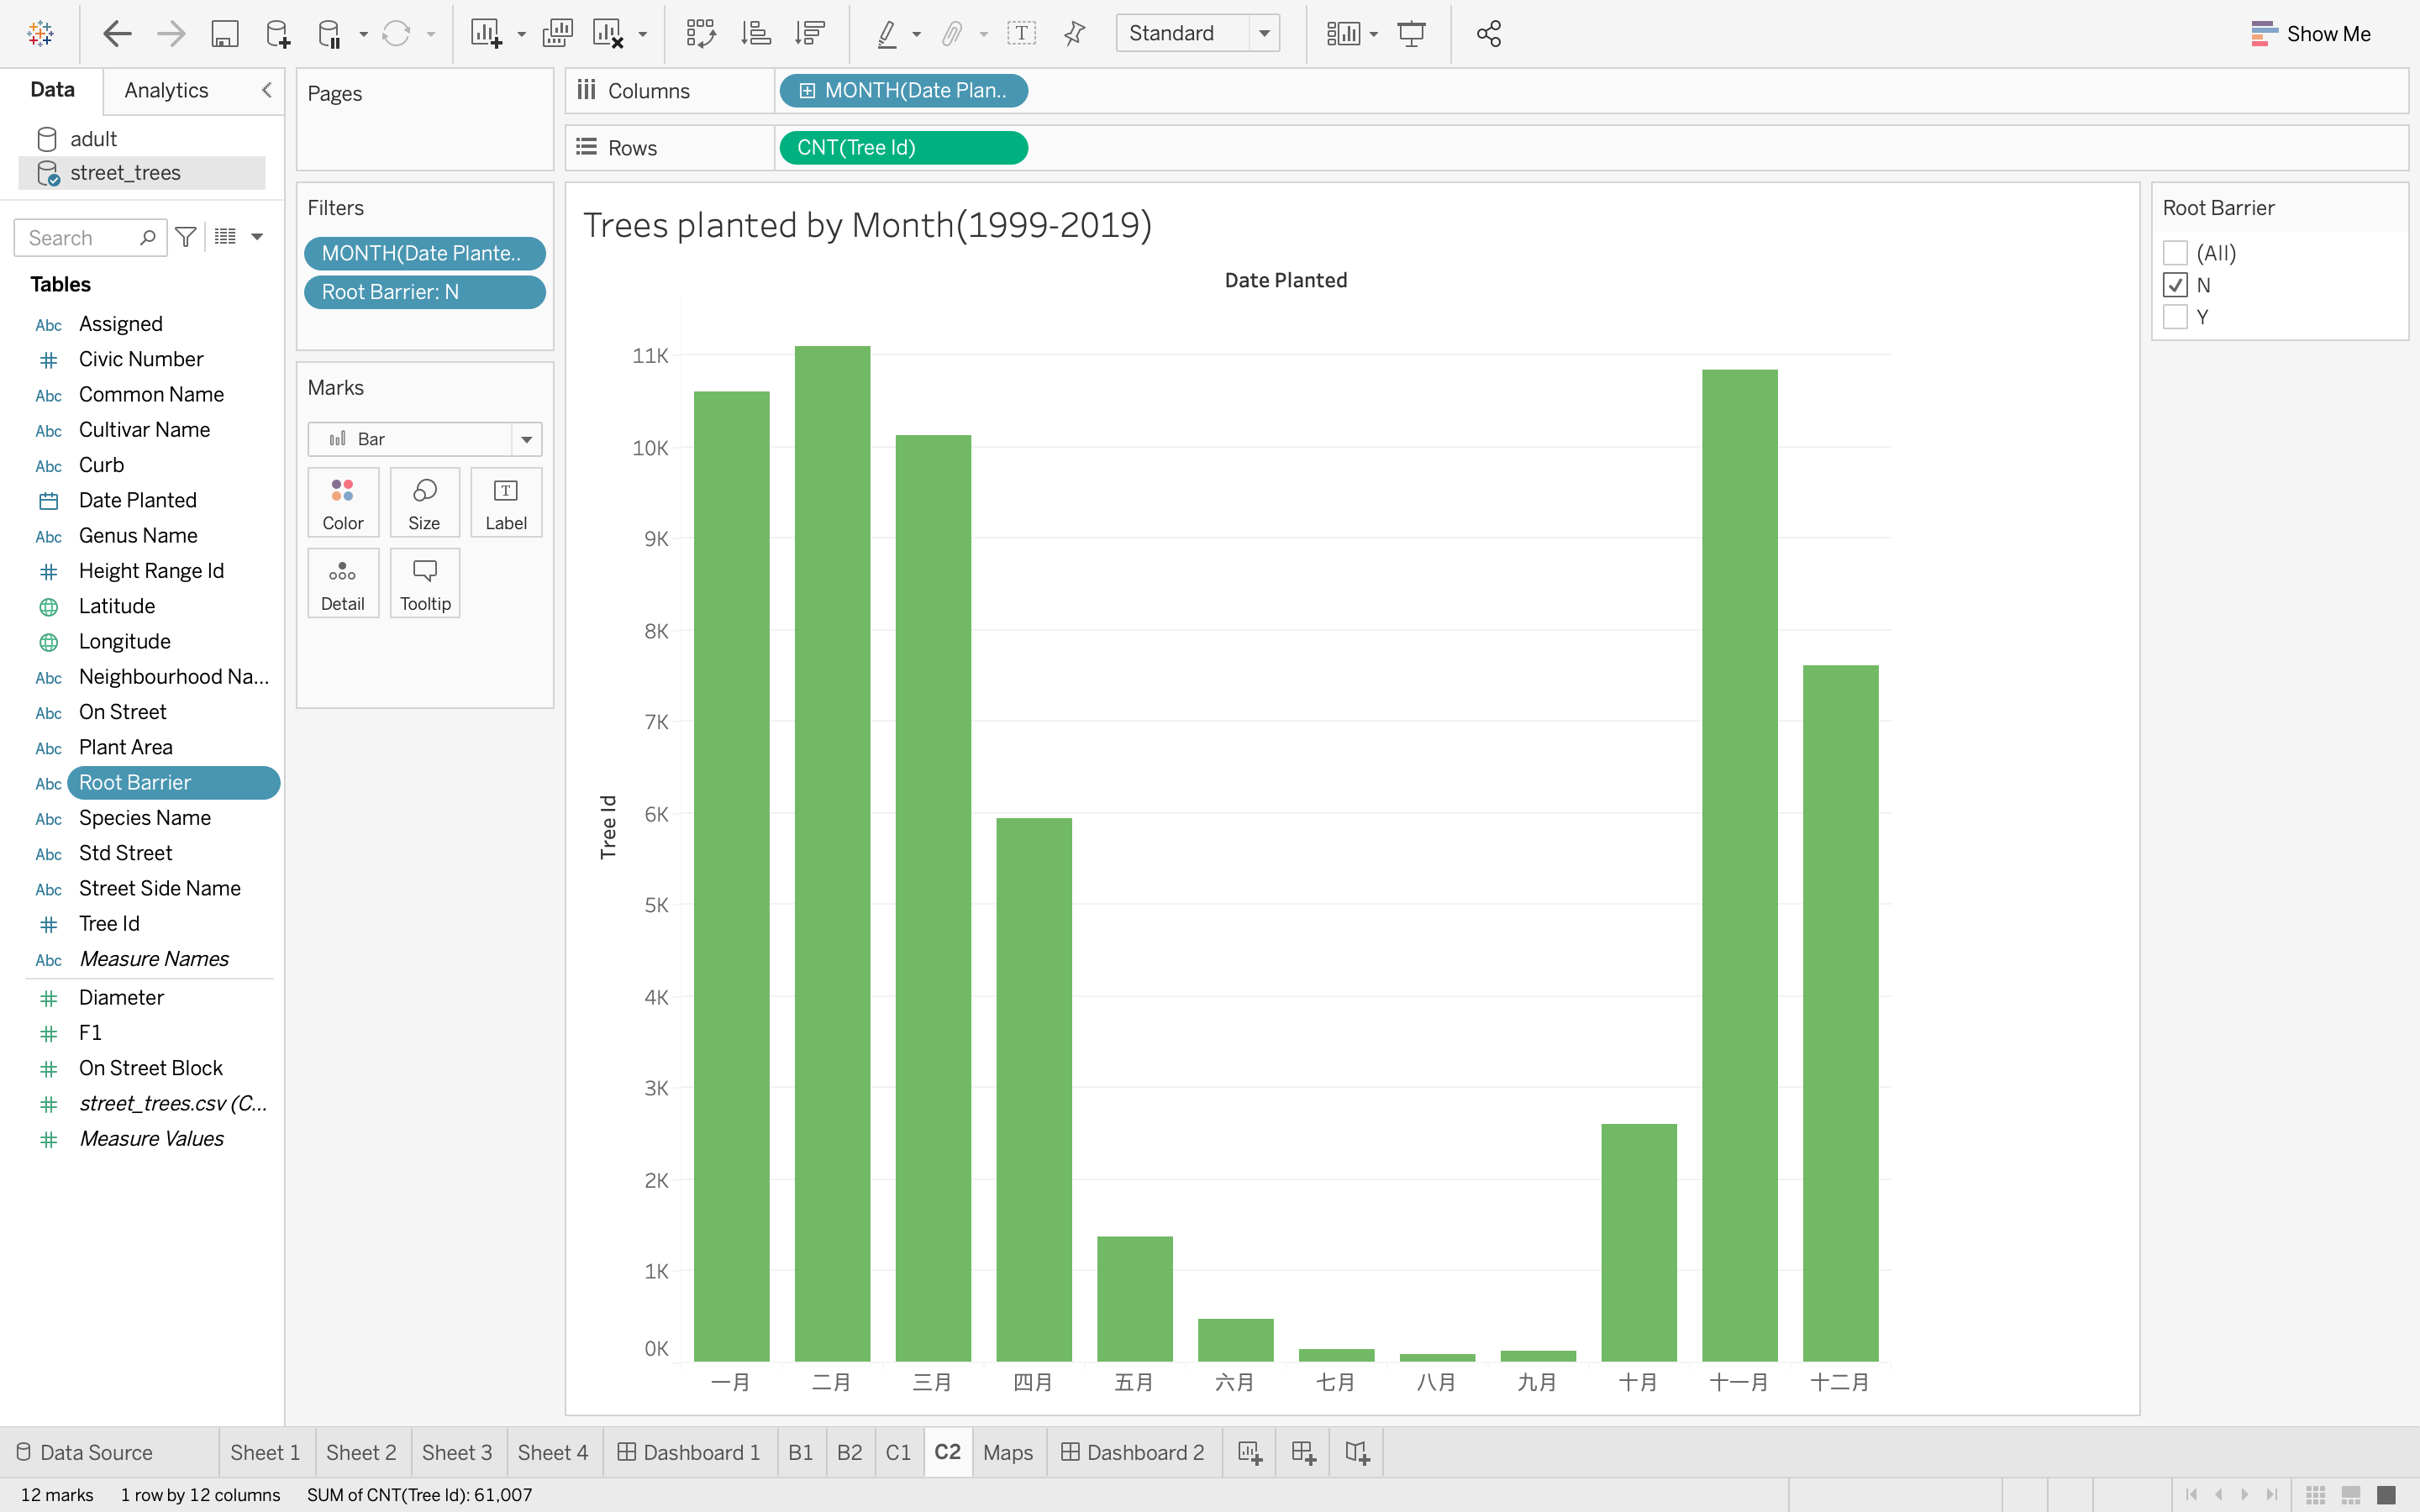 Standard
Show Me
Data
Analytics
adult
street_trees
Search
Tables
Abc Assigned
Civic Number
Abc Common Name
Abc Cultivar Name
Abc Curb
Date Planted
Abc Genus Name
Height Range Id
Latitude
Longitude
Abc Neighbourhood Na...
Abc On Street
Abc Plant Area
Abc Root Barrier
Abc Species Name
Abc Std Street
Abc Street Side Name
Tree Id
Abc Measure Names
Diameter
F1
On Street Block
street_trees.csv (C...
Measure Values
Pages
Filters
MONTH(Date Plante..
Root Barrier: N
Marks
Bar
Color
Size
Label
Detail
Tooltip
Columns
MONTH(Date Plan..
Rows
CNT(Tree Id)
Trees planted by Month(1999-2019)
Date Planted
11K
10K
9K
8K
7K
6K
5K
4K
3K
2K
1K
0K
Tree Id
一月 二月 三月 四月 五月 六月 七月 八月 九月 十月 十一月 十二月
Root Barrier
(All)
N
Y
Data Source
Sheet 1
Sheet 2
Sheet 3
Sheet 4
Dashboard 1
B1
B2
C1
C2
Maps
Dashboard 2
12 marks
1 row by 12 columns
SUM of CNT(Tree Id): 61,007